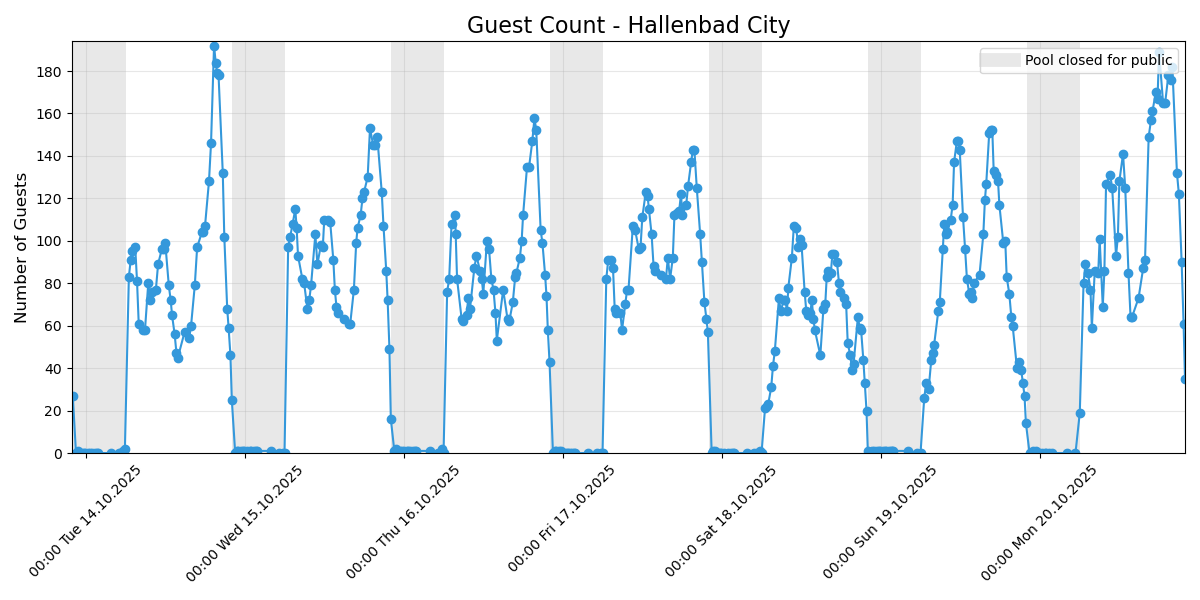 Guest Count - Hallenbad City
Pool closed for public
Number of Guests
180
160
140
120
100
80
60
40
20
0
00:00 Tue 14.10.2025
00:00 Wed 15.10.2025
00:00 Thu 16.10.2025
00:00 Fri 17.10.2025
00:00 Sat 18.10.2025
00:00 Sun 19.10.2025
00:00 Mon 20.10.2025